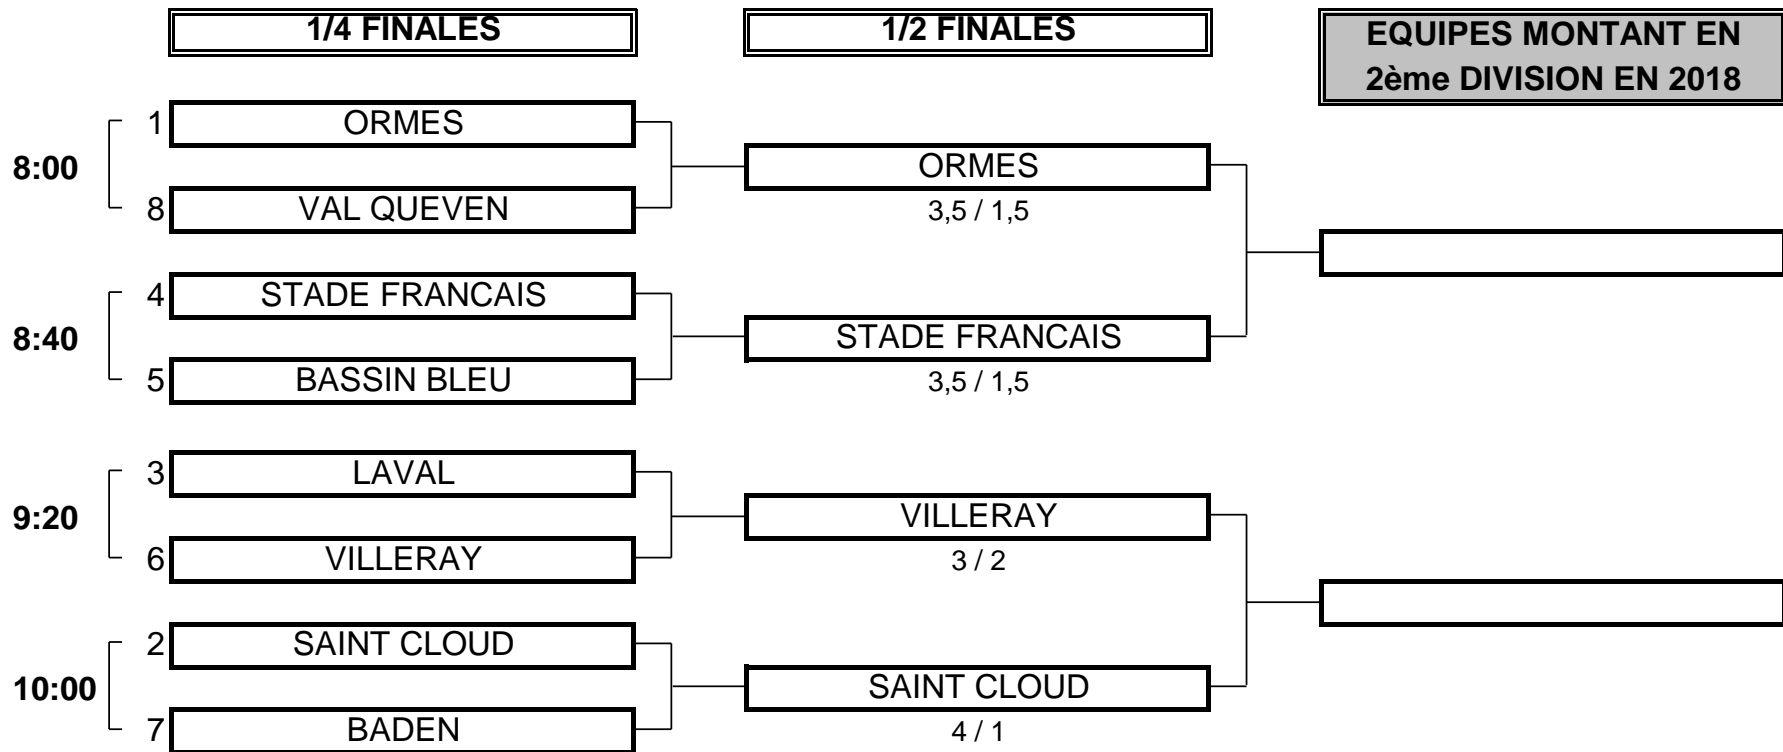 1/4 FINALES
1/2 FINALES
EQUIPES MONTANT EN
2ème DIVISION EN 2018
8:00
1 ORMES
8 VAL QUEVEN
ORMES
3,5 / 1,5
8:40
4 STADE FRANCAIS
5 BASSIN BLEU
STADE FRANCAIS
3,5 / 1,5
9:20
3 LAVAL
6 VILLERAY
VILLERAY
3 / 2
10:00
2 SAINT CLOUD
7 BADEN
SAINT CLOUD
4 / 1